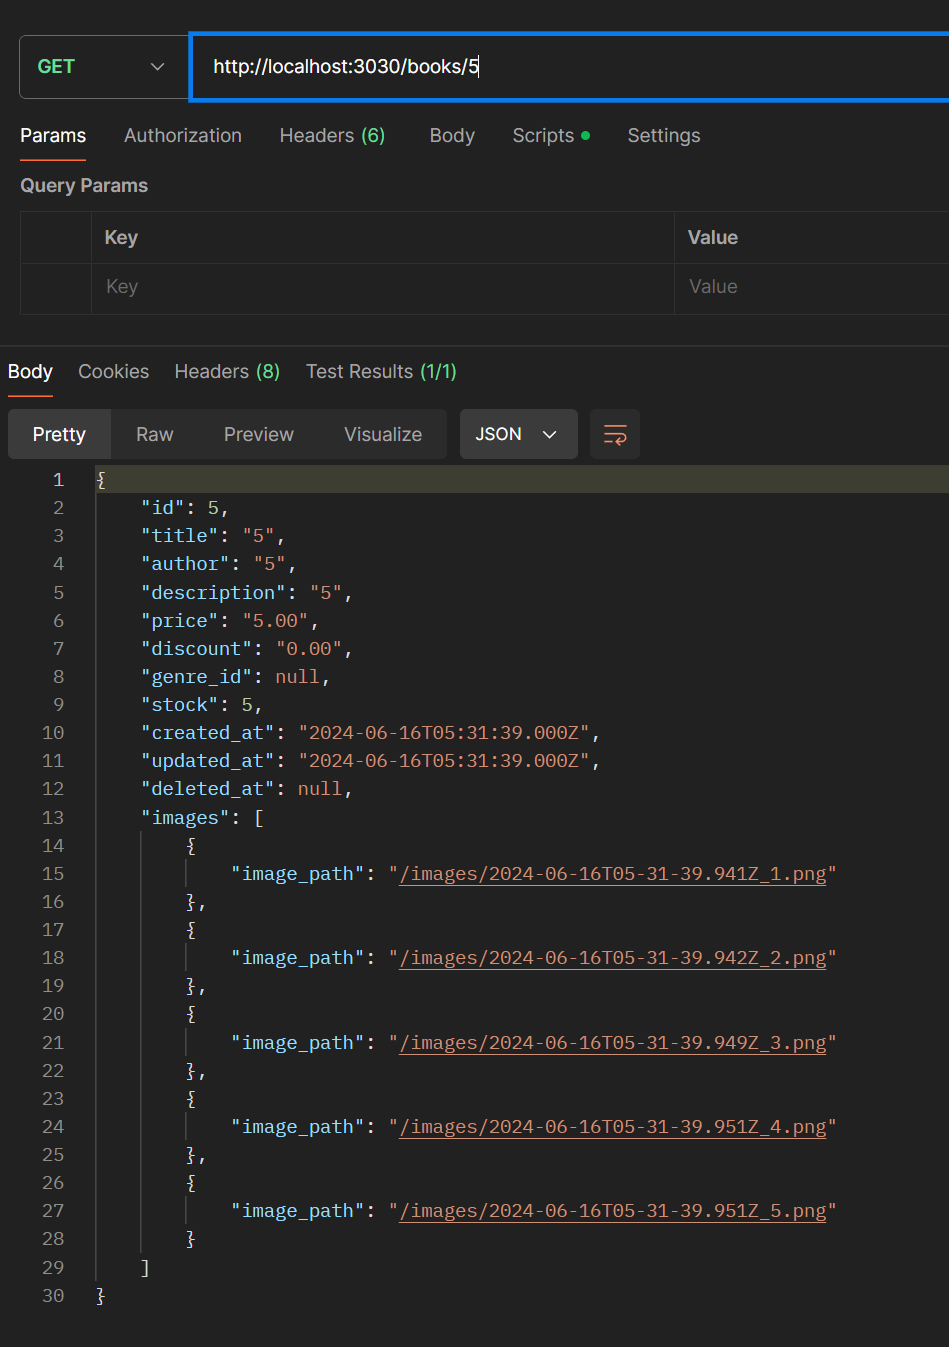 GET http://localhost:3030/books/5
Params Authorization Headers (6) Body Scripts Settings
Query Params
Key Value
Key Value
Body Cookies Headers (8) Test Results (1/1)
Pretty Raw Preview Visualize JSON
1 {
2 "id": 5,
3 "title": "5",
4 "author": "5",
5 "description": "5",
6 "price": "5.00",
7 "discount": "0.00",
8 "genre_id": null,
9 "stock": 5,
10 "created_at": "2024-06-16T05:31:39.000Z",
11 "updated_at": "2024-06-16T05:31:39.000Z",
12 "deleted_at": null,
13 "images": [
14 {
15 "image_path": "/images/2024-06-16T05-31-39.941Z_1.png"
16 },
17 {
18 "image_path": "/images/2024-06-16T05-31-39.942Z_2.png"
19 },
20 {
21 "image_path": "/images/2024-06-16T05-31-39.949Z_3.png"
22 },
23 {
24 "image_path": "/images/2024-06-16T05-31-39.951Z_4.png"
25 },
26 {
27 "image_path": "/images/2024-06-16T05-31-39.951Z_5.png"
28 }
29 ]
30 }